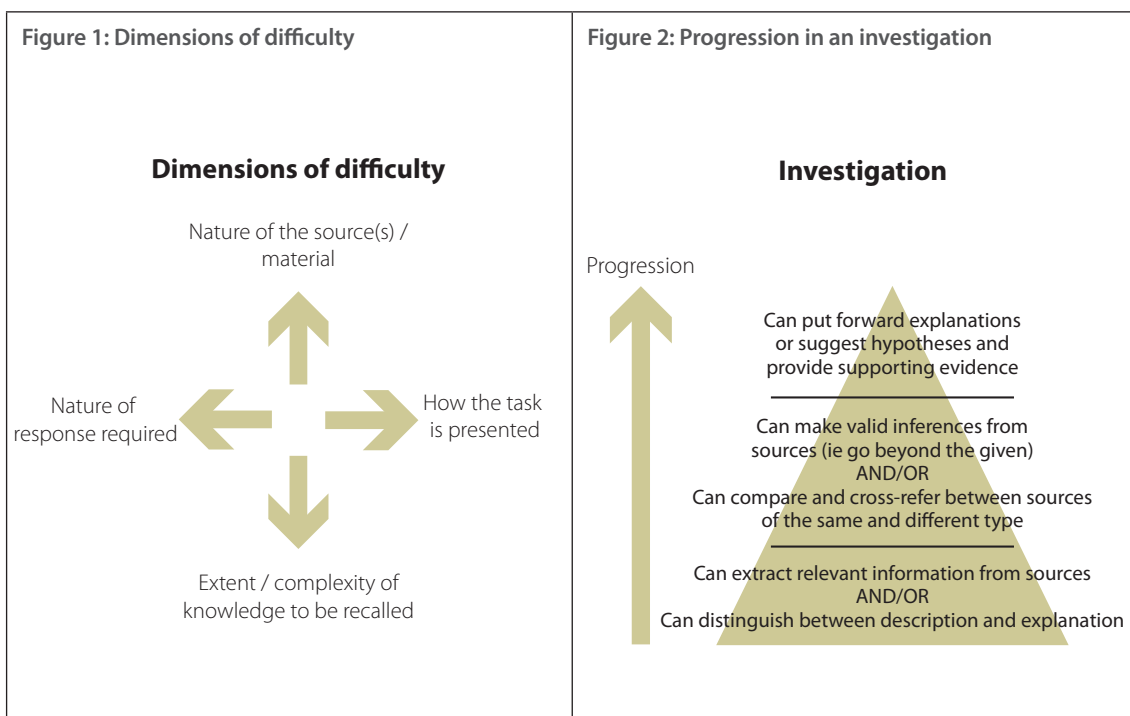 Figure 1: Dimensions of difficulty
Dimensions of difficulty
Nature of the source(s) /
material
Nature of
response required
How the task
is presented
Extent / complexity of
knowledge to be recalled
Figure 2: Progression in an investigation
Investigation
Progression
Can put forward explanations
or suggest hypotheses and
provide supporting evidence
Can make valid inferences from
sources (ie go beyond the given)
AND/OR
Can compare and cross-refer between sources
of the same and different type
Can extract relevant information from sources
AND/OR
Can distinguish between description and explanation